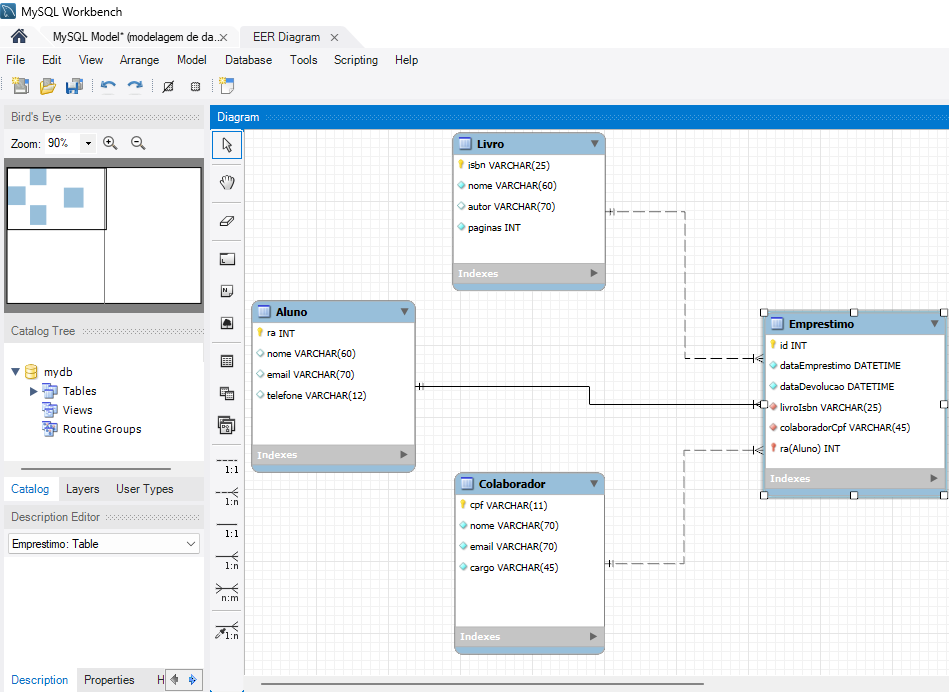 MySQL Workbench
MySQL Model* (modelagem de da...× EER Diagram ×
File Edit View Arrange Model Database Tools Scripting Help
Bird's Eye
Zoom: 90%
Catalog Tree
mydb
Tables
Views
Routine Groups
Catalog Layers User Types
Description Editor
Emprestimo: Table
Description Properties H
Diagram
1:1
1:n
1:1
1:n
n:m
1:n
Livro
isbn VARCHAR(25)
nome VARCHAR(60)
autor VARCHAR(70)
paginas INT
Indexes
Aluno
ra INT
nome VARCHAR(60)
email VARCHAR(70)
telefone VARCHAR(12)
Indexes
Emprestimo
id INT
dataEmprestimo DATETIME
dataDevolucao DATETIME
livroIsbn VARCHAR(25)
colaboradorCpf VARCHAR(45)
ra(Aluno) INT
Indexes
Colaborador
cpf VARCHAR(11)
nome VARCHAR(70)
email VARCHAR(70)
cargo VARCHAR(45)
Indexes